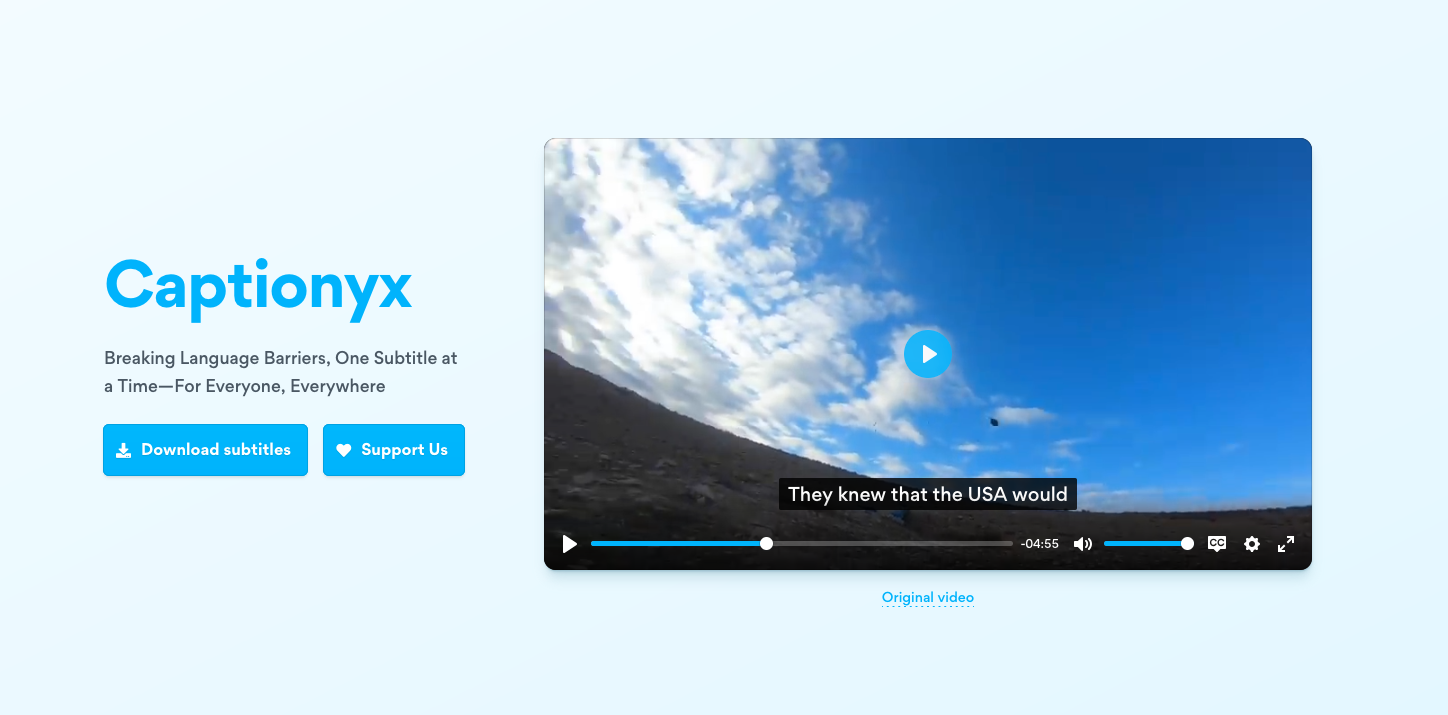 Captionyx
Breaking Language Barriers, One Subtitle at
a Time—For Everyone, Everywhere
Download subtitles
Support Us
They knew that the USA would
-04:55
CC
Original video